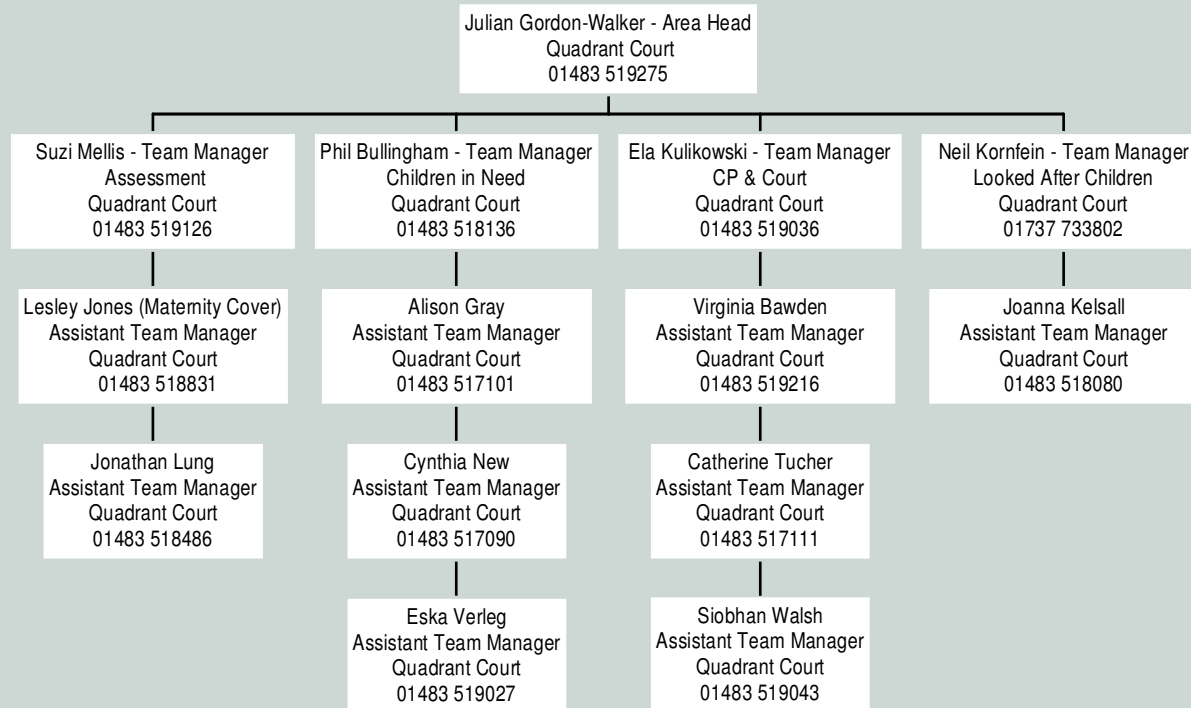 Julian Gordon-Walker - Area Head
Quadrant Court
01483 519275
Suzi Mellis - Team Manager
Assessment
Quadrant Court
01483 519126
Phil Bullingham - Team Manager
Children in Need
Quadrant Court
01483 518136
Ela Kulikowski - Team Manager
CP & Court
Quadrant Court
01483 519036
Neil Kornfein - Team Manager
Looked After Children
Quadrant Court
01737 733802
Lesley Jones (Maternity Cover)
Assistant Team Manager
Quadrant Court
01483 518831
Alison Gray
Assistant Team Manager
Quadrant Court
01483 517101
Virginia Bawden
Assistant Team Manager
Quadrant Court
01483 519216
Joanna Kelsall
Assistant Team Manager
Quadrant Court
01483 518080
Jonathan Lung
Assistant Team Manager
Quadrant Court
01483 518486
Cynthia New
Assistant Team Manager
Quadrant Court
01483 517090
Catherine Tucher
Assistant Team Manager
Quadrant Court
01483 517111
Eska Verleg
Assistant Team Manager
Quadrant Court
01483 519027
Siobhan Walsh
Assistant Team Manager
Quadrant Court
01483 519043